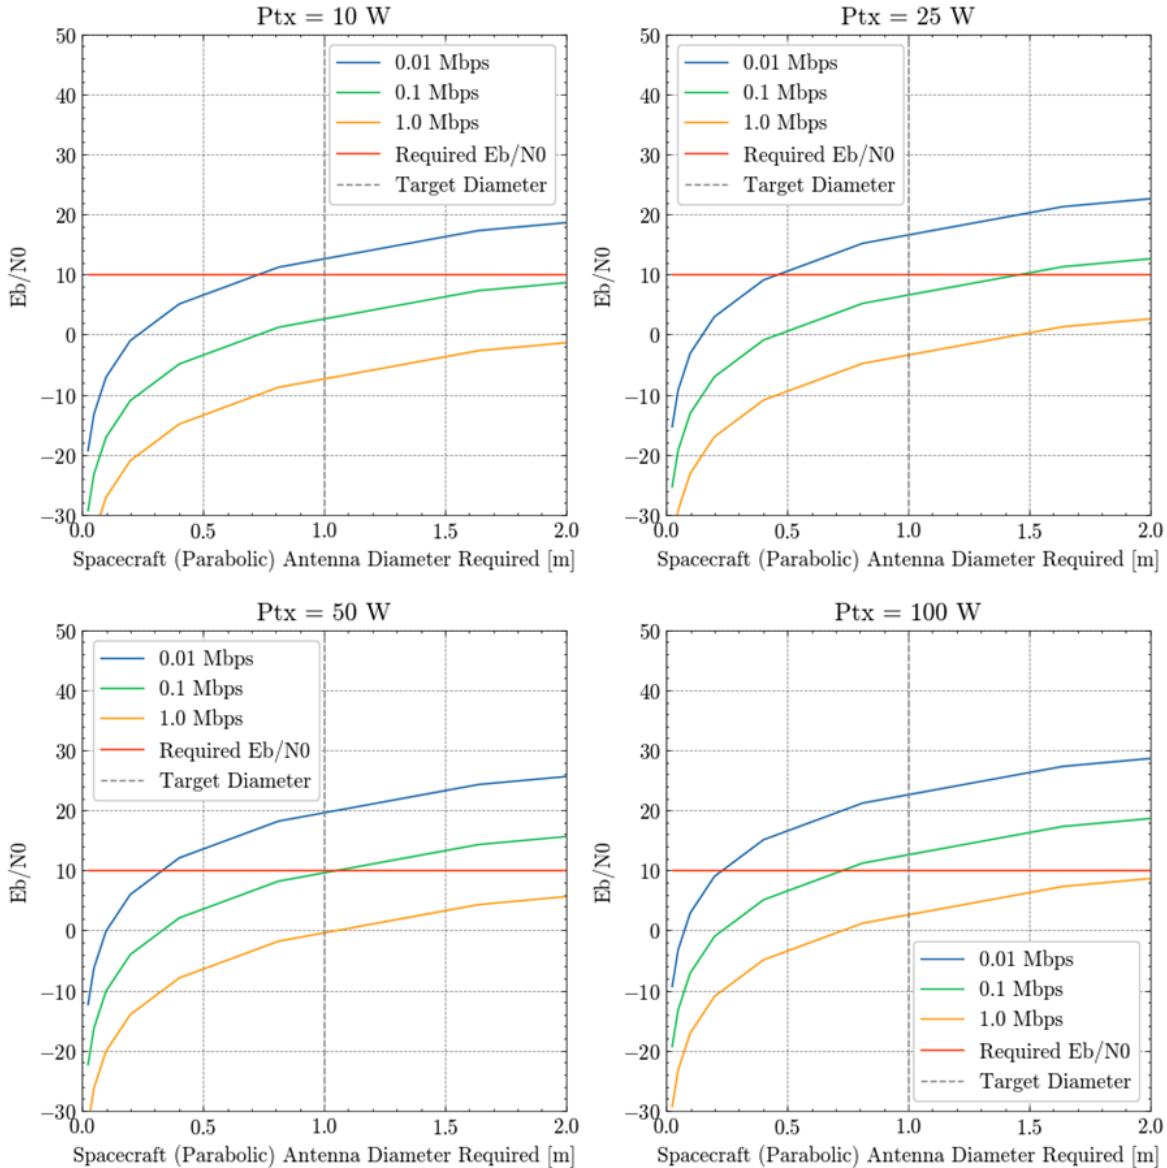 Ptx = 10 W
50
40
30
20
10
0
−10
−20
−30
Eb/N0
0.01 Mbps
0.1 Mbps
1.0 Mbps
Required Eb/N0
Target Diameter
0.0 0.5 1.0 1.5 2.0
Spacecraft (Parabolic) Antenna Diameter Required [m]
Ptx = 25 W
50
40
30
20
10
0
−10
−20
−30
Eb/N0
0.01 Mbps
0.1 Mbps
1.0 Mbps
Required Eb/N0
Target Diameter
0.0 0.5 1.0 1.5 2.0
Spacecraft (Parabolic) Antenna Diameter Required [m]
Ptx = 50 W
50
40
30
20
10
0
−10
−20
−30
Eb/N0
0.01 Mbps
0.1 Mbps
1.0 Mbps
Required Eb/N0
Target Diameter
0.0 0.5 1.0 1.5 2.0
Spacecraft (Parabolic) Antenna Diameter Required [m]
Ptx = 100 W
50
40
30
20
10
0
−10
−20
−30
Eb/N0
0.01 Mbps
0.1 Mbps
1.0 Mbps
Required Eb/N0
Target Diameter
0.0 0.5 1.0 1.5 2.0
Spacecraft (Parabolic) Antenna Diameter Required [m]